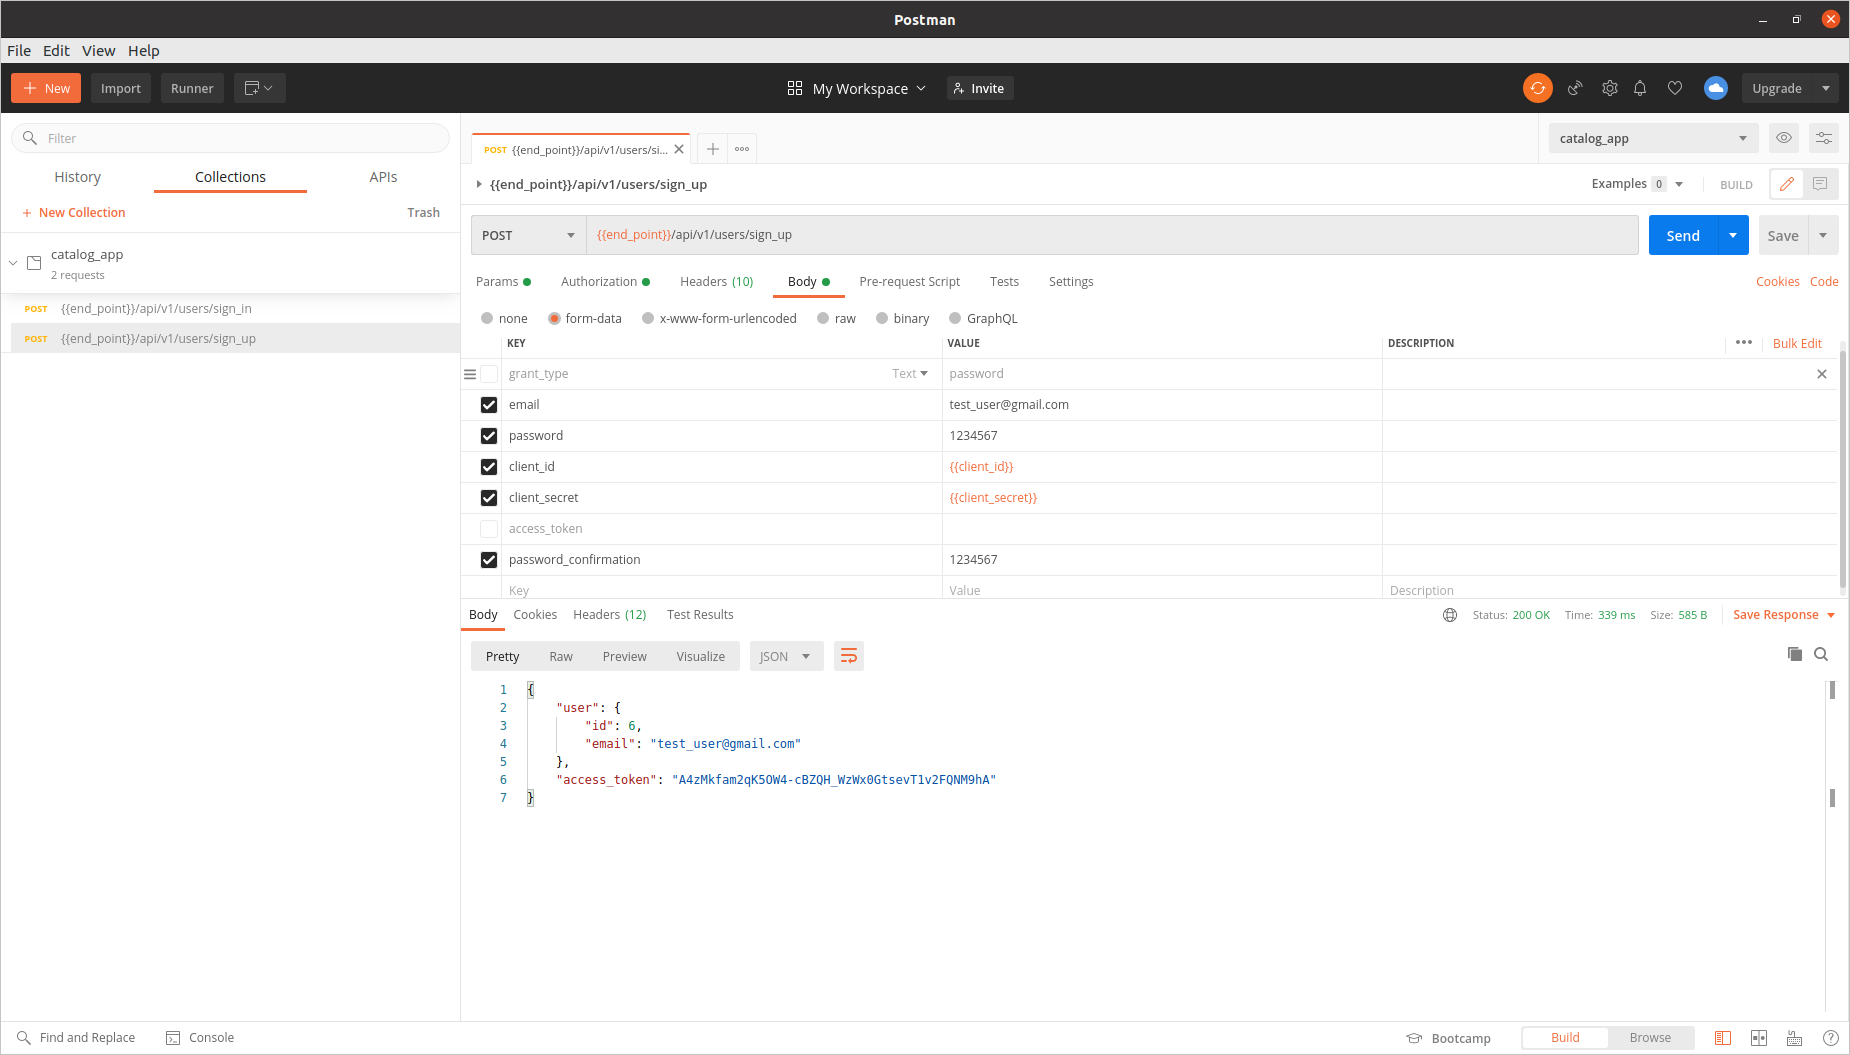 Postman
File Edit View Help
New Import Runner My Workspace Invite Upgrade
Filter
History Collections APIs
New Collection Trash
catalog_app
2 requests
POST {{end_point}}/api/v1/users/sign_in
POST {{end_point}}/api/v1/users/sign_up
POST {{end_point}}/api/v1/users/si... catalog_app
{{end_point}}/api/v1/users/sign_up Examples 0 BUILD
POST {{end_point}}/api/v1/users/sign_up Send Save
Params Authorization Headers (10) Body Pre-request Script Tests Settings Cookies Code
none form-data x-www-form-urlencoded raw binary GraphQL
KEY VALUE DESCRIPTION Bulk Edit
grant_type Text password
email test_user@gmail.com
password 1234567
client_id {{client_id}}
client_secret {{client_secret}}
access_token
password_confirmation 1234567
Key Value Description
Body Cookies Headers (12) Test Results Status: 200 OK Time: 339 ms Size: 585 B Save Response
Pretty Raw Preview Visualize JSON
1 {
2 "user": {
3 "id": 6,
4 "email": "test_user@gmail.com"
5 },
6 "access_token": "A4zMkfam2qK5OW4-cBZQH_WzWx0GtsevT1v2FQNM9hA"
7 }
Find and Replace Console Bootcamp Build Browse